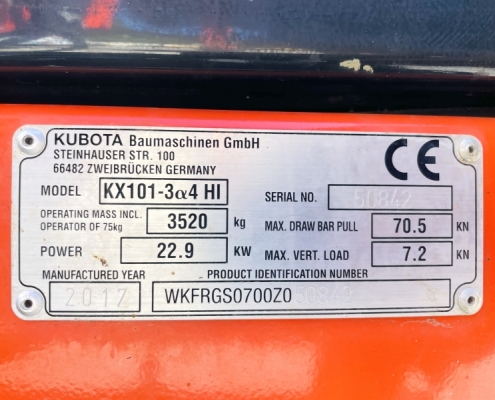 KUBOTA Baumaschinen GmbH
STEINHAUSER STR. 100
66482 ZWEIBRÜCKEN GERMANY
CE
MODEL KX101-3α4 HI
SERIAL NO. 50842
OPERATING MASS INCL.
OPERATOR OF 75kg 3520 kg
MAX. DRAW BAR PULL 70.5 KN
POWER 22.9 KW
MAX. VERT. LOAD 7.2 KN
MANUFACTURED YEAR 2017
PRODUCT IDENTIFICATION NUMBER
WKFRGS0700Z050842